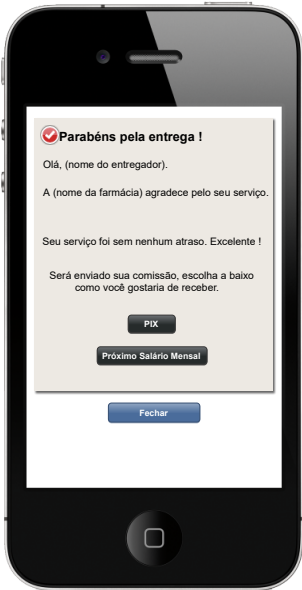 Parabéns pela entrega !
Olá, (nome do entregador).
A (nome da farmácia) agradece pelo seu serviço.
Seu serviço foi sem nenhum atraso. Excelente !
Será enviado sua comissão, escolha a baixo
como você gostaria de receber.
PIX
Próximo Salário Mensal
Fechar